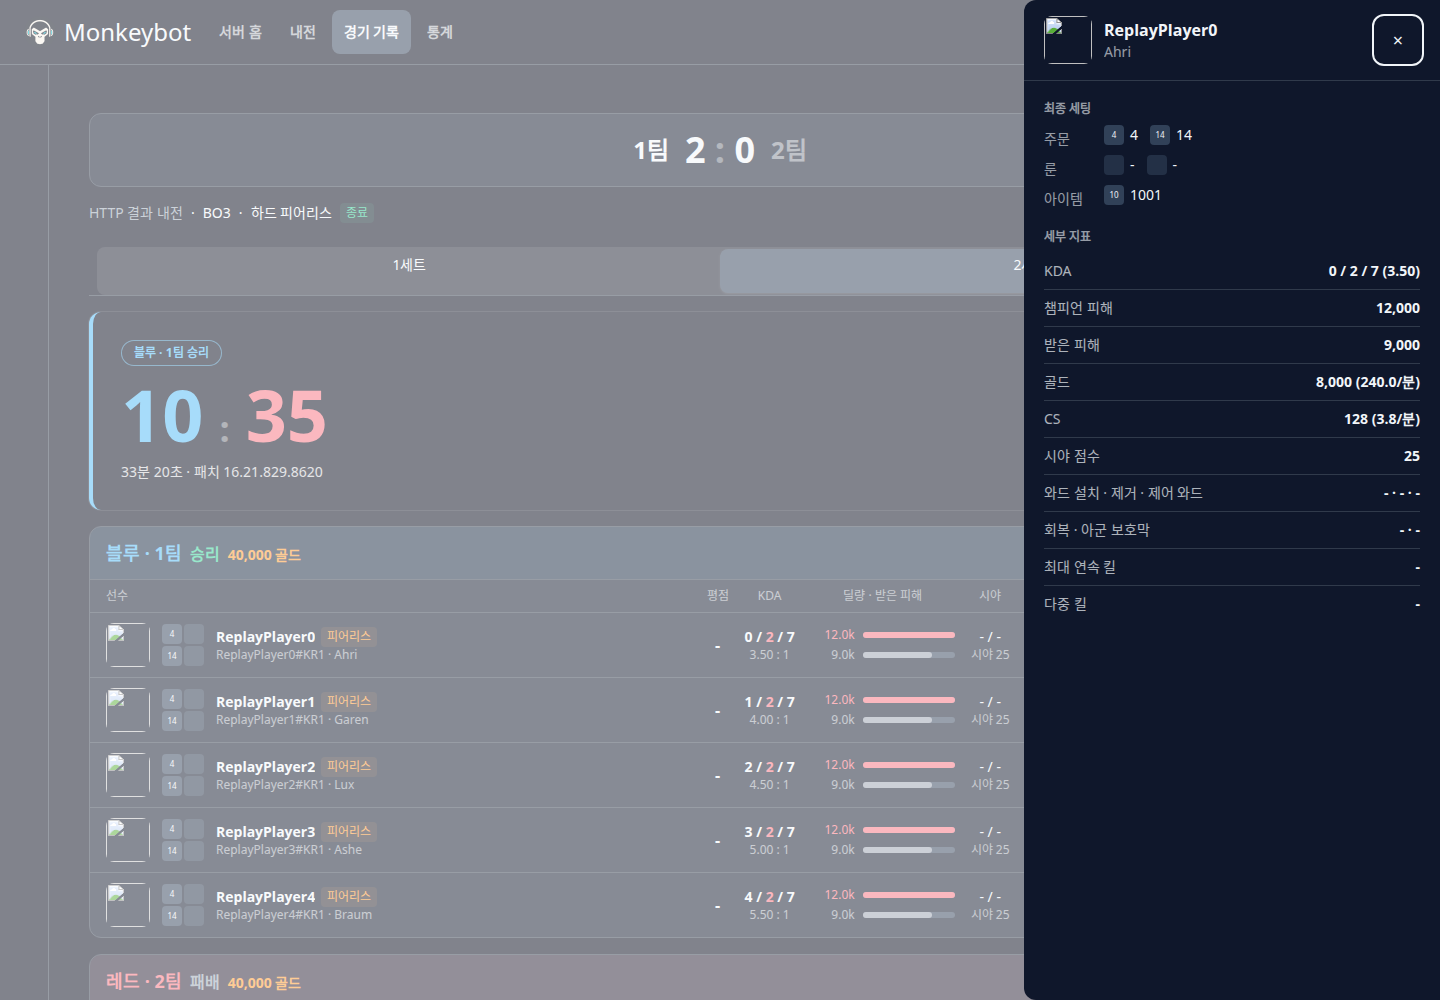 Monkeybot 서버 홈 내전 경기 기록 통계
1팀 2 : 0 2팀
HTTP 결과 내전 · BO3 · 하드 피어리스 종료
1세트
블루 · 1팀 승리
10 : 35
33분 20초 · 패치 16.21.829.8620
블루 · 1팀 승리 40,000 골드
선수 평점 KDA 딜량 · 받은 피해 시야
4 ReplayPlayer0 피어리스 - 0 / 2 / 7 12.0k - / -
14 ReplayPlayer0#KR1 · Ahri 3.50 : 1 9.0k 시야 25
4 ReplayPlayer1 피어리스 - 1 / 2 / 7 12.0k - / -
14 ReplayPlayer1#KR1 · Garen 4.00 : 1 9.0k 시야 25
4 ReplayPlayer2 피어리스 - 2 / 2 / 7 12.0k - / -
14 ReplayPlayer2#KR1 · Lux 4.50 : 1 9.0k 시야 25
4 ReplayPlayer3 피어리스 - 3 / 2 / 7 12.0k - / -
14 ReplayPlayer3#KR1 · Ashe 5.00 : 1 9.0k 시야 25
4 ReplayPlayer4 피어리스 - 4 / 2 / 7 12.0k - / -
14 ReplayPlayer4#KR1 · Braum 5.50 : 1 9.0k 시야 25
레드 · 2팀 패배 40,000 골드
ReplayPlayer0 ×
Ahri
최종 세팅
주문 4 4 14 14
룬 - -
아이템 10 1001
세부 지표
KDA 0 / 2 / 7 (3.50)
챔피언 피해 12,000
받은 피해 9,000
골드 8,000 (240.0/분)
CS 128 (3.8/분)
시야 점수 25
와드 설치 · 제거 · 제어 와드 - · - · -
회복 · 아군 보호막 - · -
최대 연속 킬 -
다중 킬 -